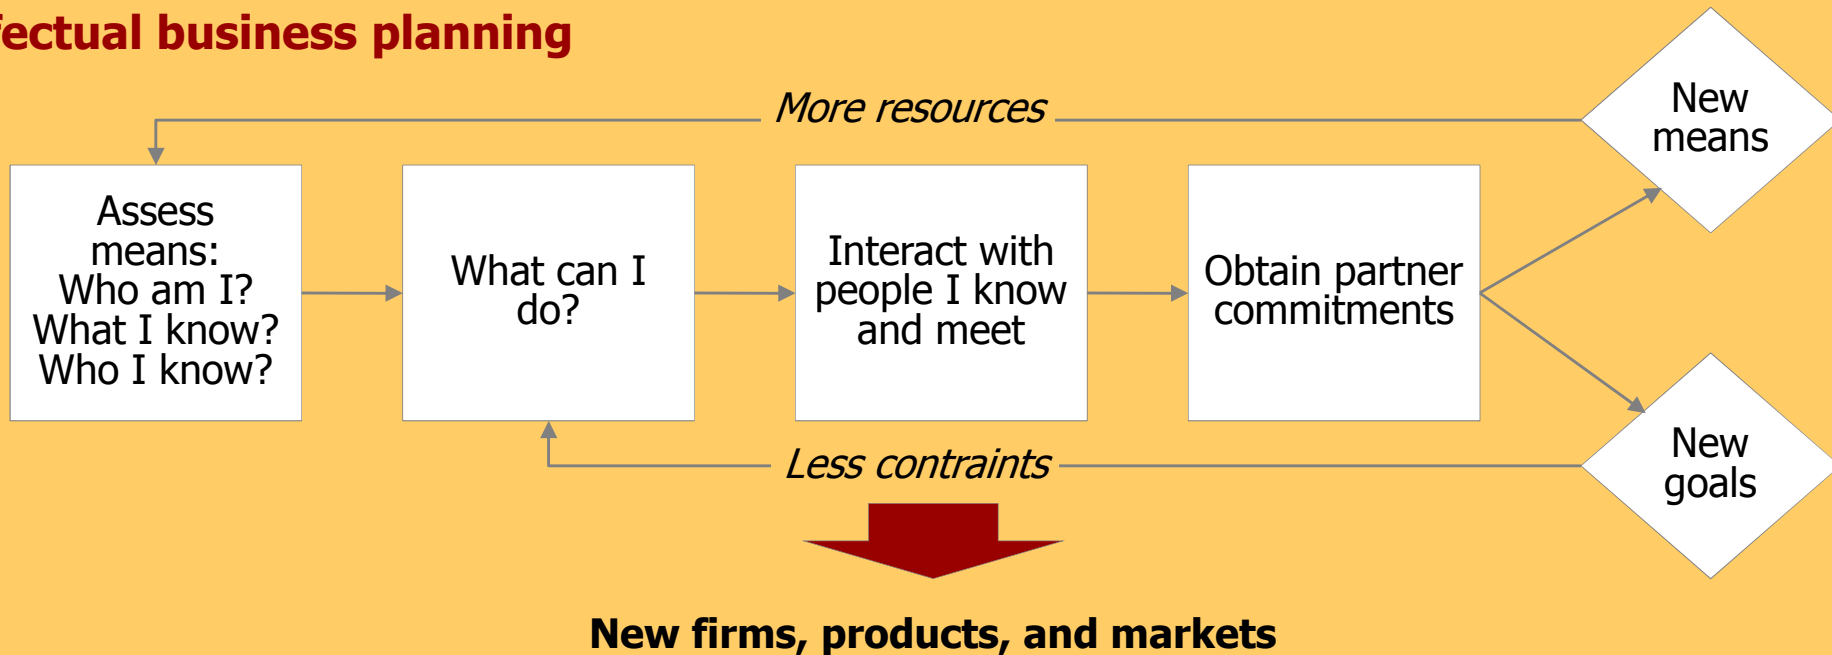 fectual business planning
More resources
New
means
Assess
means:
Who am I?
What I know?
Who I know?
What can I
do?
Interact with
people I know
and meet
Obtain partner
commitments
Less contraints
New
goals
New firms, products, and markets